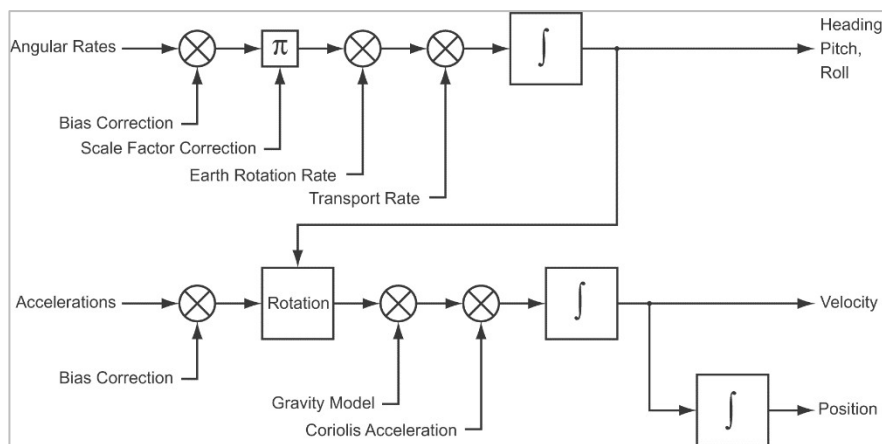 Heading
Pitch,
Roll
Angular Rates
π
∫
Bias Correction
Scale Factor Correction
Earth Rotation Rate
Transport Rate
Accelerations
Rotation
∫
Velocity
Bias Correction
Gravity Model
Coriolis Acceleration
∫
Position